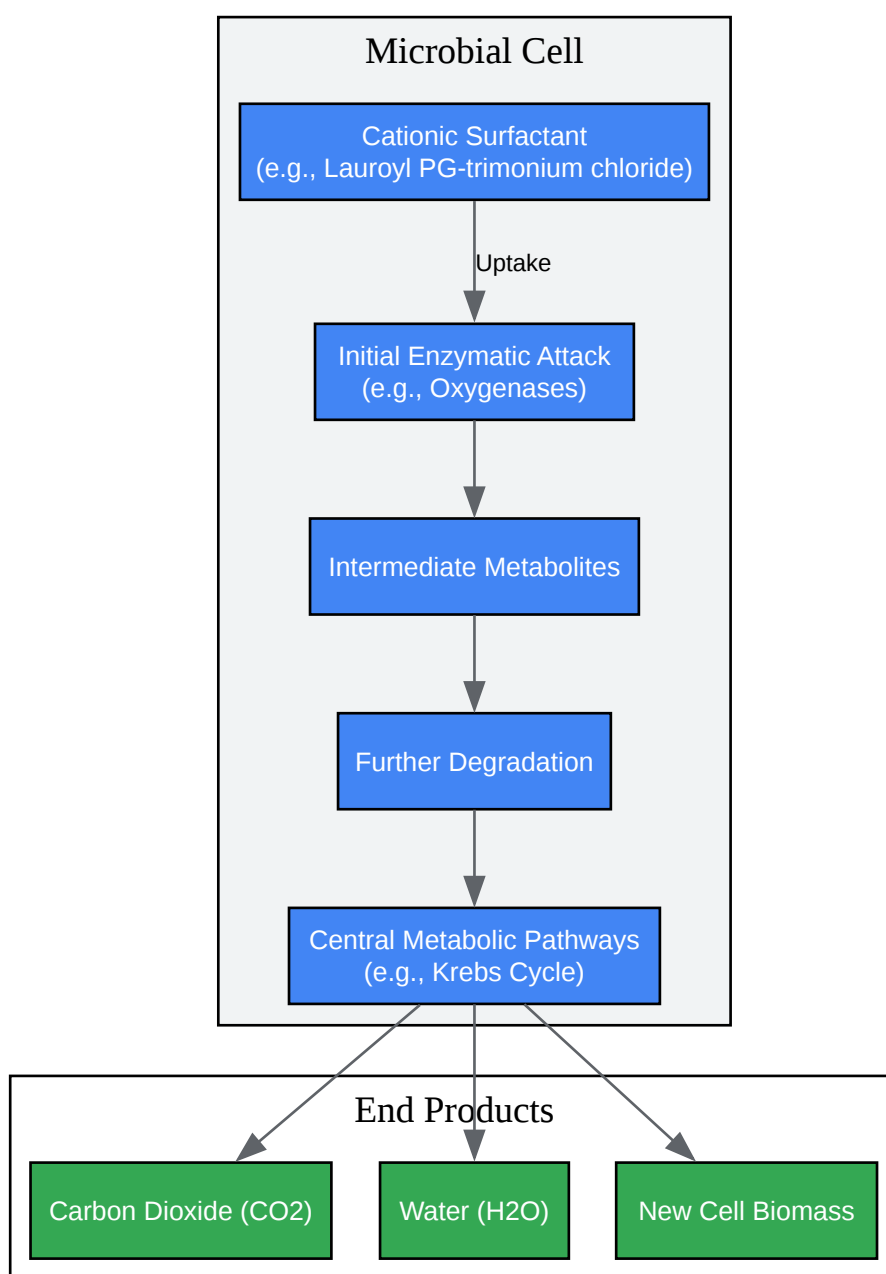 Microbial Cell
Cationic Surfactant
(e.g., Lauroyl PG-trimonium chloride)
Uptake
Initial Enzymatic Attack
(e.g., Oxygenases)
Intermediate Metabolites
Further Degradation
Central Metabolic Pathways
(e.g., Krebs Cycle)
End Products
Carbon Dioxide (CO2)
Water (H2O)
New Cell Biomass